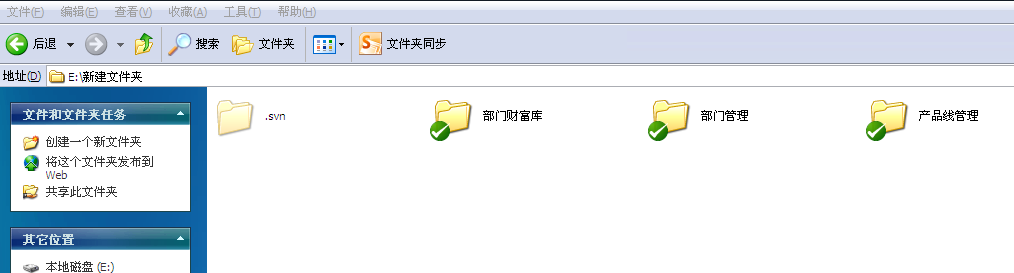 文件(F) 编辑(E) 查看(V) 收藏(A) 工具(T) 帮助(H)
后退 搜索 文件夹 文件夹同步
地址(D) E:\新建文件夹
文件和文件夹任务
创建一个新文件夹
将这个文件夹发布到
Web
共享此文件夹
其它位置
本地磁盘 (E:)
.svn 部门财富库 部门管理 产品线管理